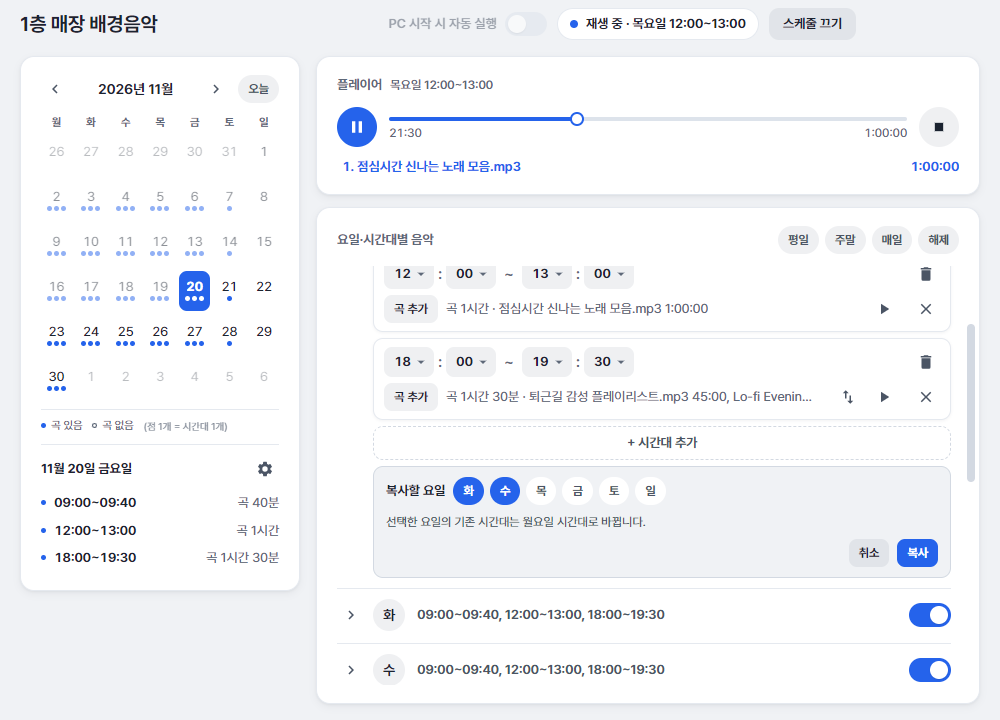 1층 매장 배경음악
PC 시작 시 자동 실행
재생 중 · 목요일 12:00~13:00
스케줄 끄기
2026년 11월
오늘
월 화 수 목 금 토 일
26 27 28 29 30 31 1
2 3 4 5 6 7 8
9 10 11 12 13 14 15
16 17 18 19 20 21 22
23 24 25 26 27 28 29
30 1 2 3 4 5 6
곡 있음 곡 없음 (점 1개 = 시간대 1개)
11월 20일 금요일
09:00~09:40 곡 40분
12:00~13:00 곡 1시간
18:00~19:30 곡 1시간 30분
플레이어 목요일 12:00~13:00
21:30 1:00:00
1. 점심시간 신나는 노래 모음.mp3 1:00:00
요일·시간대별 음악
평일 주말 매일 해제
12 : 00 ~ 13 : 00
곡 추가 곡 1시간 · 점심시간 신나는 노래 모음.mp3 1:00:00
18 : 00 ~ 19 : 30
곡 추가 곡 1시간 30분 · 퇴근길 감성 플레이리스트.mp3 45:00, Lo-fi Evenin...
+ 시간대 추가
복사할 요일 화 수 목 금 토 일
선택한 요일의 기존 시간대는 월요일 시간대로 바뀝니다.
취소 복사
화 09:00~09:40, 12:00~13:00, 18:00~19:30
수 09:00~09:40, 12:00~13:00, 18:00~19:30